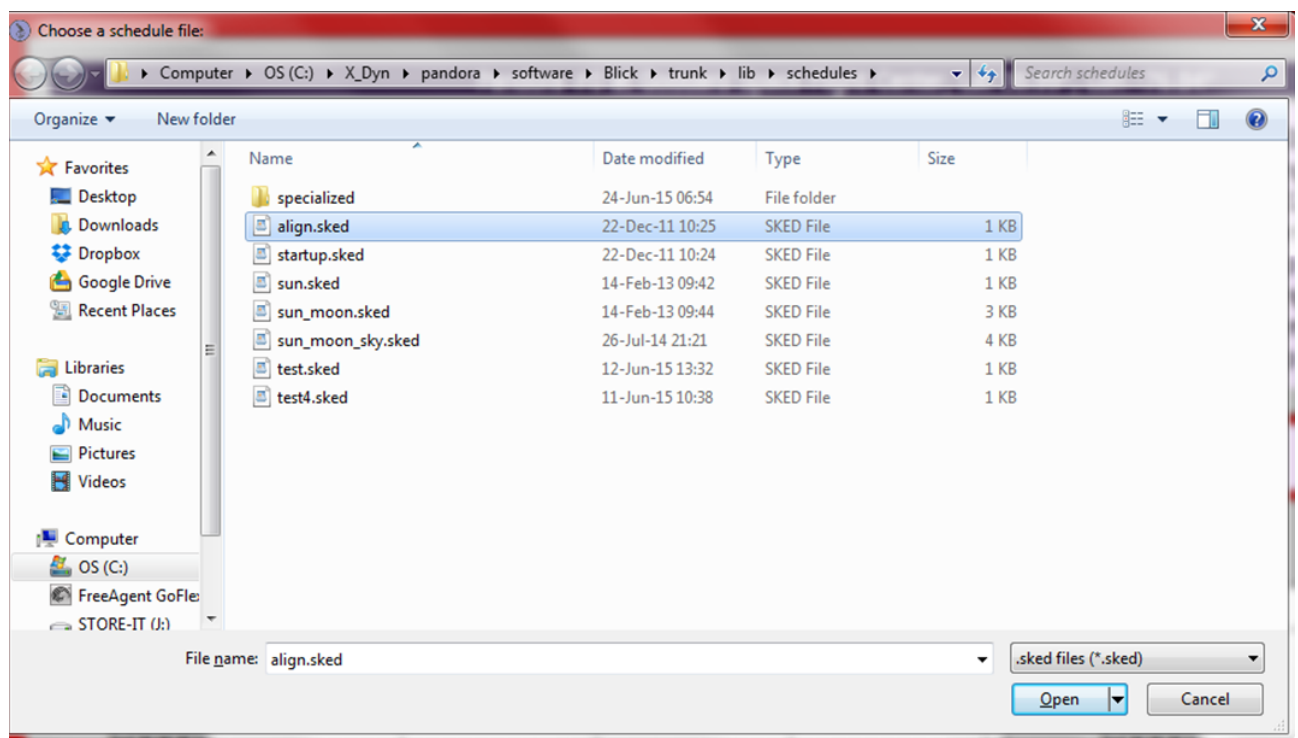 Choose a schedule file:
Computer OS (C:) X_Dyn pandora software Blick trunk lib schedules Search schedules
Organize New folder
Favorites
Desktop
Downloads
Dropbox
Google Drive
Recent Places
Libraries
Documents
Music
Pictures
Videos
Computer
OS (C:)
FreeAgent GoFle
STORE-IT (J:)
Name Date modified Type Size
specialized 24-Jun-15 06:54 File folder
align.sked 22-Dec-11 10:25 SKED File 1 KB
startup.sked 22-Dec-11 10:24 SKED File 1 KB
sun.sked 14-Feb-13 09:42 SKED File 1 KB
sun_moon.sked 14-Feb-13 09:44 SKED File 3 KB
sun_moon_sky.sked 26-Jul-14 21:21 SKED File 4 KB
test.sked 12-Jun-15 13:32 SKED File 1 KB
test4.sked 11-Jun-15 10:38 SKED File 1 KB
File name: align.sked .sked files (*.sked)
Open Cancel